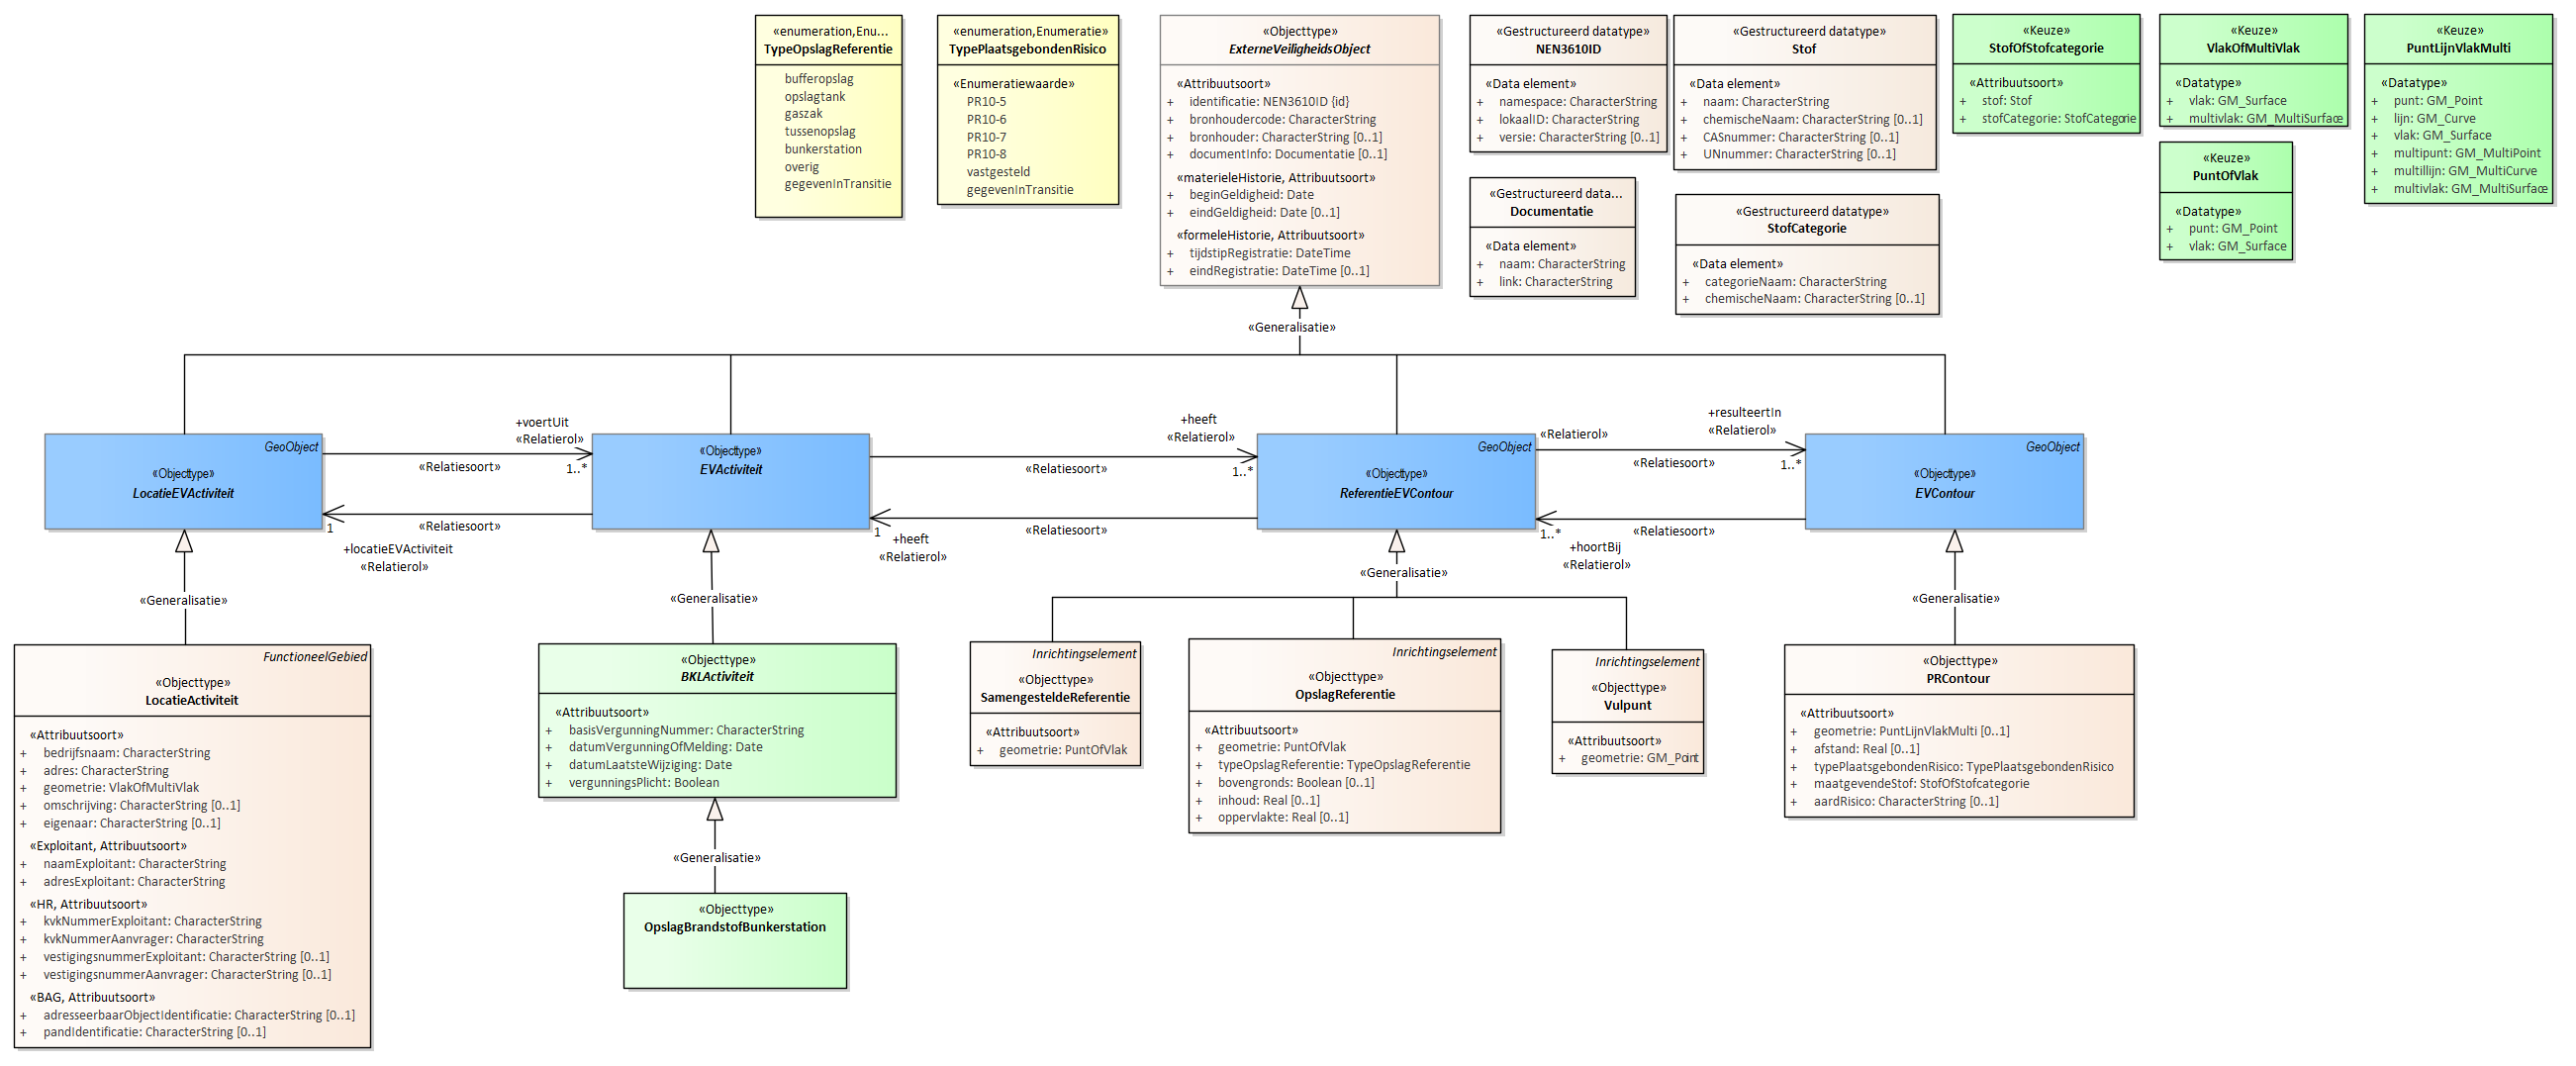 «enumeration,Enu...
TypeOpslagReferentie
bufferopslag
opslagtank
gaszak
tussenopslag
bunkerstation
overig
gegevenInTransitie
«enumeration,Enumeratie»
TypePlaatsgebondenRisico
«Enumeratiewaarde»
PR10-5
PR10-6
PR10-7
PR10-8
vastgesteld
gegevenInTransitie
«Objecttype»
ExterneVeiligheidsObject
«Attribuutsoort»
+ identificatie: NEN3610ID {id}
+ bronhoudercode: CharacterString
+ bronhouder: CharacterString [0..1]
+ documentInfo: Documentatie [0..1]
«materieleHistorie, Attribuutsoort»
+ beginGeldigheid: Date
+ eindGeldigheid: Date [0..1]
«formeleHistorie, Attribuutsoort»
+ tijdstipRegistratie: DateTime
+ eindRegistratie: DateTime [0..1]
«Gestructureerd datatype»
NEN3610ID
«Data element»
+ namespace: CharacterString
+ lokaalID: CharacterString
+ versie: CharacterString [0..1]
«Gestructureerd data...
Documentatie
«Data element»
+ naam: CharacterString
+ link: CharacterString
«Gestructureerd datatype»
Stof
«Data element»
+ naam: CharacterString
+ chemischeNaam: CharacterString [0..1]
+ CASnummer: CharacterString [0..1]
+ UNnummer: CharacterString [0..1]
«Gestructureerd datatype»
StofCategorie
«Data element»
+ categorieNaam: CharacterString
+ chemischeNaam: CharacterString [0..1]
«Keuze»
StofOfStofcategorie
«Attribuutsoort»
+ stof: Stof
+ stofCategorie: StofCategorie
«Keuze»
VlakOfMultiVlak
«Datatype»
+ vlak: GM_Surface
+ multivlak: GM_MultiSurface
«Keuze»
PuntOfVlak
«Datatype»
+ punt: GM_Point
+ vlak: GM_Surface
«Keuze»
PuntLijnVlakMulti
«Datatype»
+ punt: GM_Point
+ lijn: GM_Curve
+ vlak: GM_Surface
+ multipunt: GM_MultiPoint
+ multillijn: GM_MultiCurve
+ multivlak: GM_MultiSurface
«Generalisatie»
GeoObject
«Objecttype»
LocatieEVActiviteit
+voertUit
«Relatierol»
1..*
«Relatiesoort»
«Relatiesoort»
1
+locatieEVActiviteit
«Relatierol»
«Objecttype»
EVActiviteit
+heeft
«Relatierol»
1..*
«Relatiesoort»
«Relatiesoort»
1
+heeft
«Relatierol»
GeoObject
«Objecttype»
ReferentieEVContour
«Relatierol»
+resulteertIn
«Relatierol»
1..*
«Relatiesoort»
«Relatiesoort»
1..*
+hoortBij
«Relatierol»
GeoObject
«Objecttype»
EVContour
«Generalisatie»
«Generalisatie»
«Generalisatie»
«Generalisatie»
FunctioneelGebied
«Objecttype»
LocatieActiviteit
«Attribuutsoort»
+ bedrijfsnaam: CharacterString
+ adres: CharacterString
+ geometrie: VlakOfMultiVlak
+ omschrijving: CharacterString [0..1]
+ eigenaar: CharacterString [0..1]
«Exploitant, Attribuutsoort»
+ naamExploitant: CharacterString
+ adresExploitant: CharacterString
«HR, Attribuutsoort»
+ kvkNummerExploitant: CharacterString
+ kvkNummerAanvrager: CharacterString
+ vestigingsnummerExploitant: CharacterString [0..1]
+ vestigingsnummerAanvrager: CharacterString [0..1]
«BAG, Attribuutsoort»
+ adresseerbaarObjectIdentificatie: CharacterString [0..1]
+ pandIdentificatie: CharacterString [0..1]
«Objecttype»
BKLActiviteit
«Attribuutsoort»
+ basisVergunningNummer: CharacterString
+ datumVergunningOfMelding: Date
+ datumLaatsteWijziging: Date
+ vergunningsPlicht: Boolean
«Generalisatie»
«Objecttype»
OpslagBrandstofBunkerstation
Inrichtingselement
«Objecttype»
SamengesteldeReferentie
«Attribuutsoort»
+ geometrie: PuntOfVlak
Inrichtingselement
«Objecttype»
OpslagReferentie
«Attribuutsoort»
+ geometrie: PuntOfVlak
+ typeOpslagReferentie: TypeOpslagReferentie
+ bovengronds: Boolean [0..1]
+ inhoud: Real [0..1]
+ oppervlakte: Real [0..1]
Inrichtingselement
«Objecttype»
Vulpunt
«Attribuutsoort»
+ geometrie: GM_Point
«Objecttype»
PRContour
«Attribuutsoort»
+ geometrie: PuntLijnVlakMulti [0..1]
+ afstand: Real [0..1]
+ typePlaatsgebondenRisico: TypePlaatsgebondenRisico
+ maatgevendeStof: StofOfStofcategorie
+ aardRisico: CharacterString [0..1]